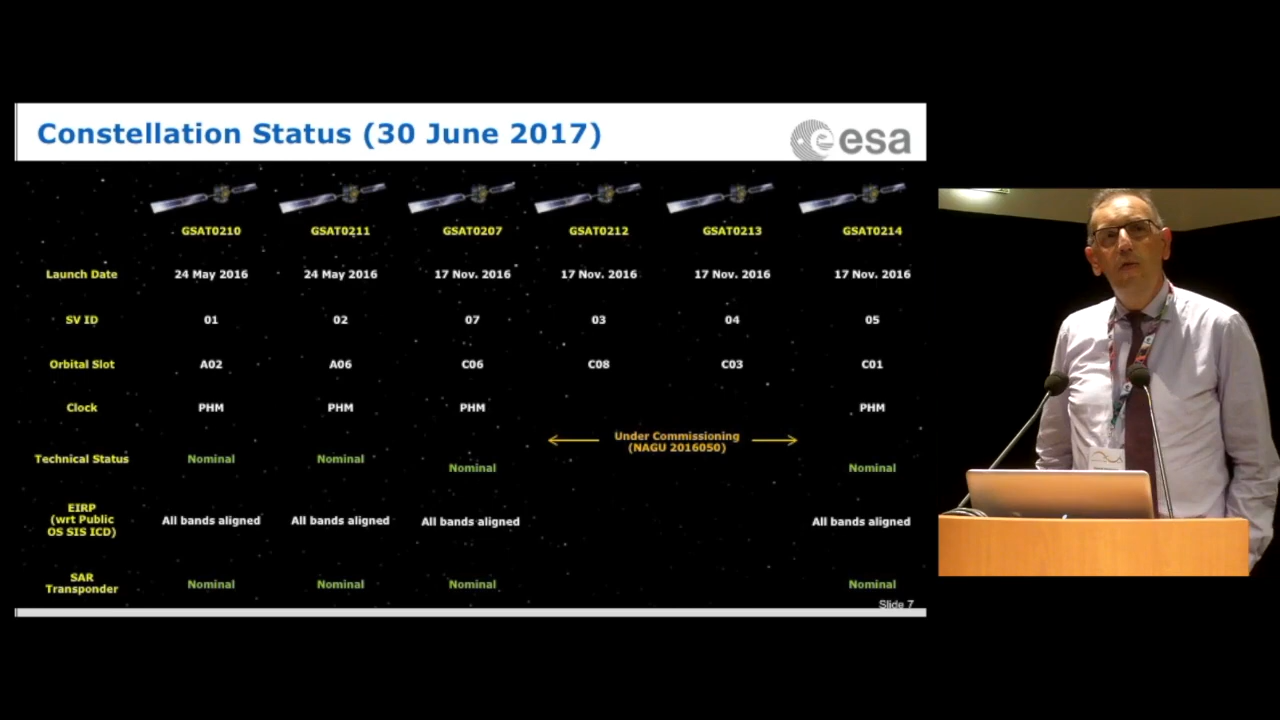 Constellation Status (30 June 2017)
esa
GSAT0210 GSAT0211 GSAT0207 GSAT0212 GSAT0213 GSAT0214
Launch Date 24 May 2016 24 May 2016 17 Nov. 2016 17 Nov. 2016 17 Nov. 2016 17 Nov. 2016
SV ID 01 02 07 03 04 05
Orbital Slot A02 A06 C06 C08 C03 C01
Clock PHM PHM PHM PHM
Under Commissioning
(NAGU 2016050)
Technical Status Nominal Nominal Nominal Nominal
EIRP
(wrt Public
OS SIS ICD)
All bands aligned All bands aligned All bands aligned All bands aligned
SAR
Transponder
Nominal Nominal Nominal Nominal
Slide 7